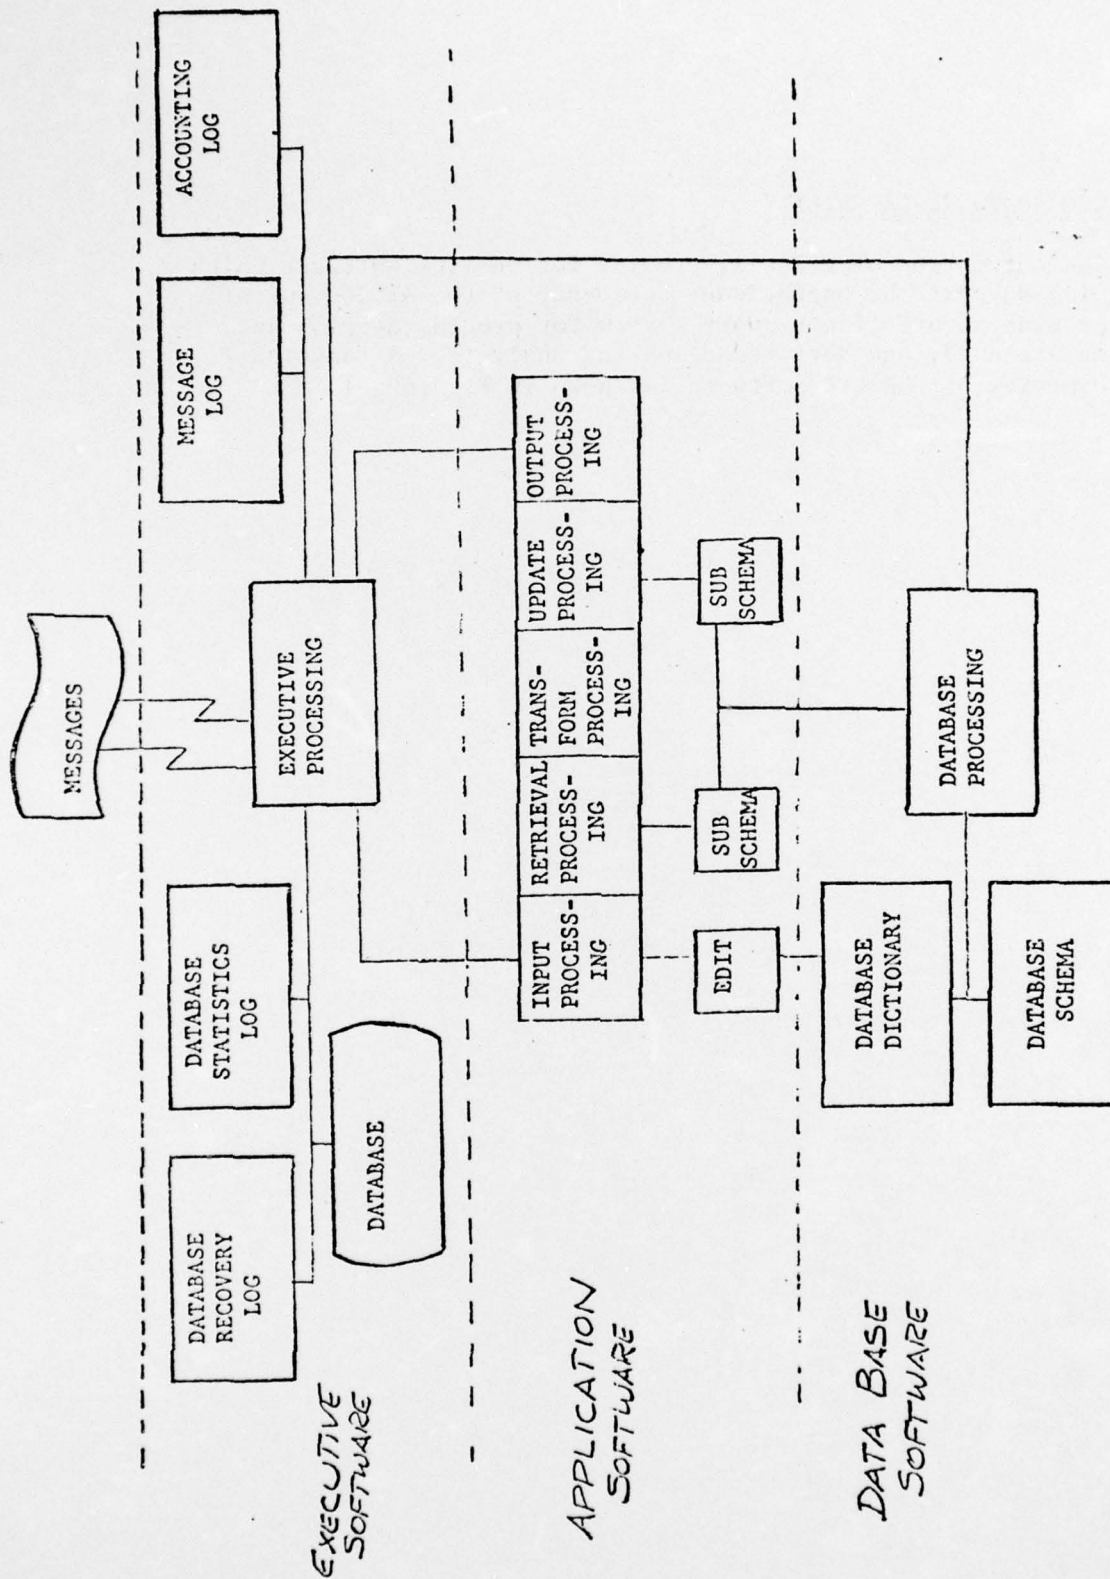 MESSAGES
DATABASE
RECOVERY
LOG
DATABASE
STATISTICS
LOG
MESSAGE
LOG
ACCOUNTING
LOG
EXECUTIVE
PROCESSING
DATABASE
EXECUTIVE
SOFTWARE
INPUT
PROCESS-
ING
RETRIEVAL
PROCESS-
ING
TRANS-
FORM
PROCESS-
ING
UPDATE
PROCESS-
ING
OUTPUT
PROCESS-
ING
APPLICATION
SOFTWARE
EDIT
SUB
SCHEMA
SUB
SCHEMA
DATABASE
DICTIONARY
DATABASE
PROCESSING
DATA BASE
SOFTWARE
DATABASE
SCHEMA